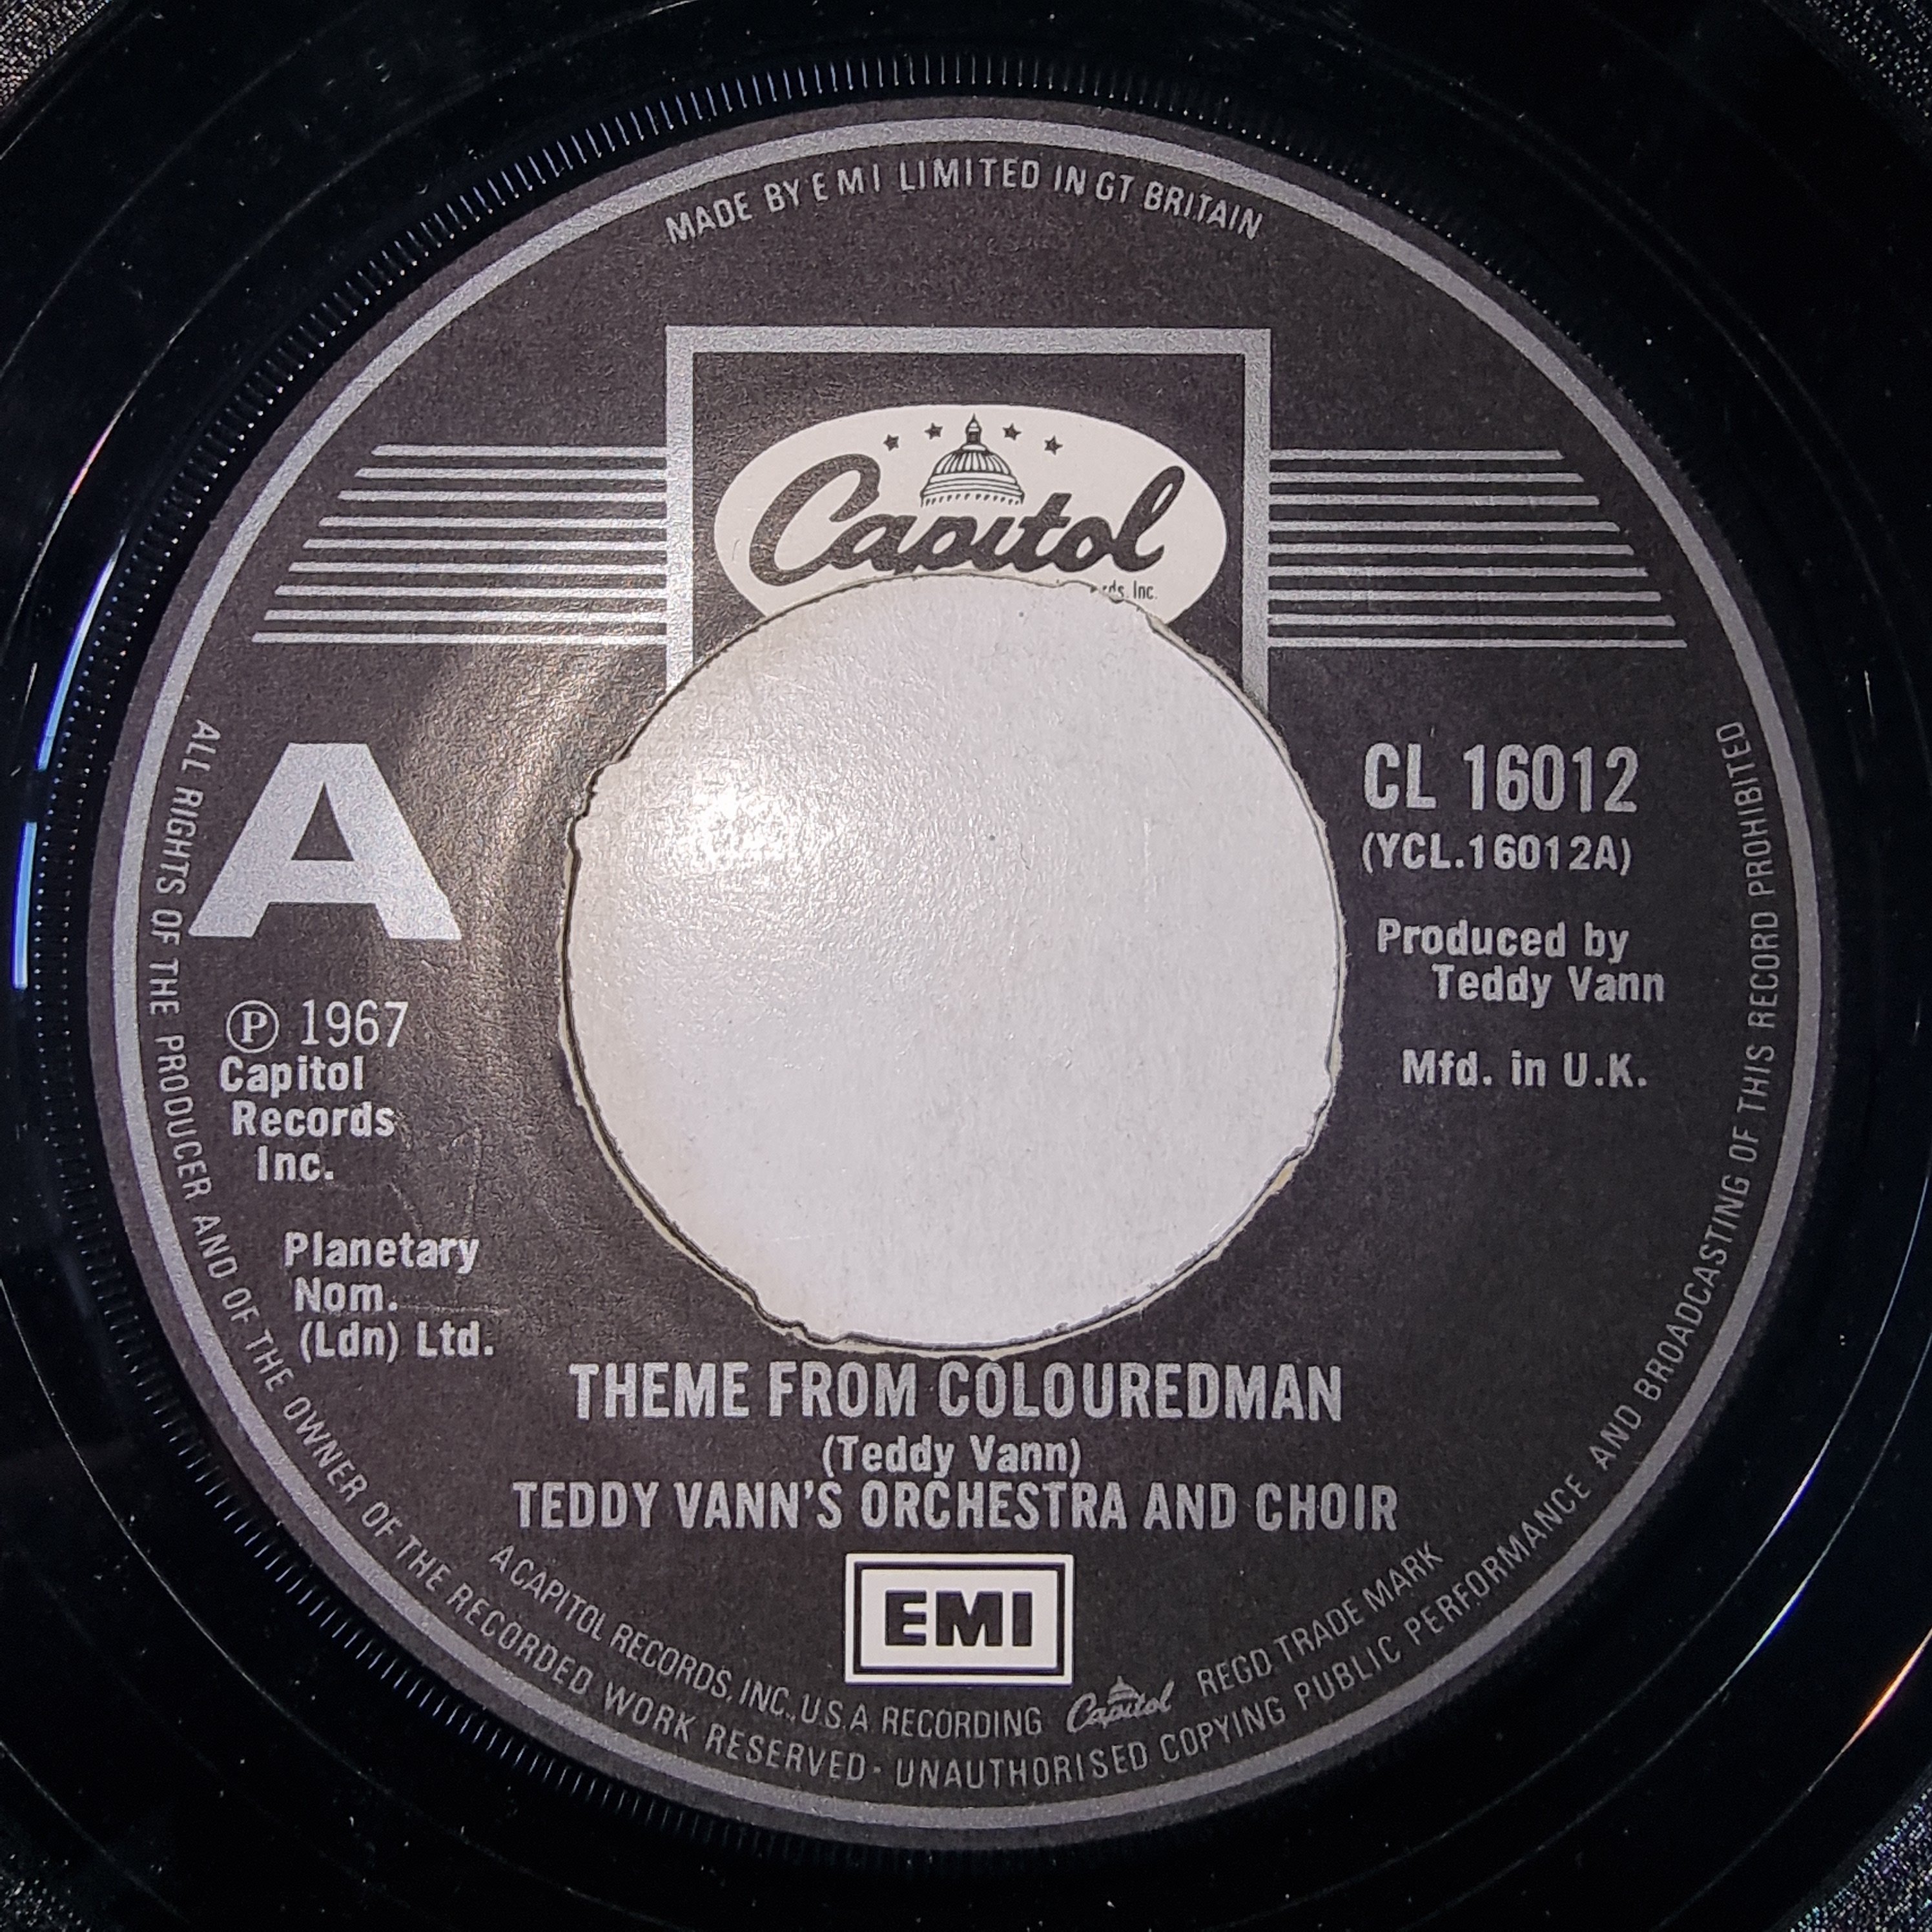 MADE BY EMI LIMITED IN GT BRITAIN
Capitol
Inc.
A
CL 16012
(YCL.16012A)
Produced by
Teddy Vann
Mfd. in U.K.
℗ 1967
Capitol
Records
Inc.
Planetary
Nom.
(Ldn) Ltd.
THEME FROM COLOUREDMAN
(Teddy Vann)
TEDDY VANN'S ORCHESTRA AND CHOIR
EMI
A CAPITOL RECORDS, INC., U.S.A. RECORDING Capitol REGD. TRADE MARK
ALL RIGHTS OF THE PRODUCER AND OF THE OWNER OF THE RECORDED WORK RESERVED · UNAUTHORISED COPYING PUBLIC PERFORMANCE AND BROADCASTING OF THIS RECORD PROHIBITED